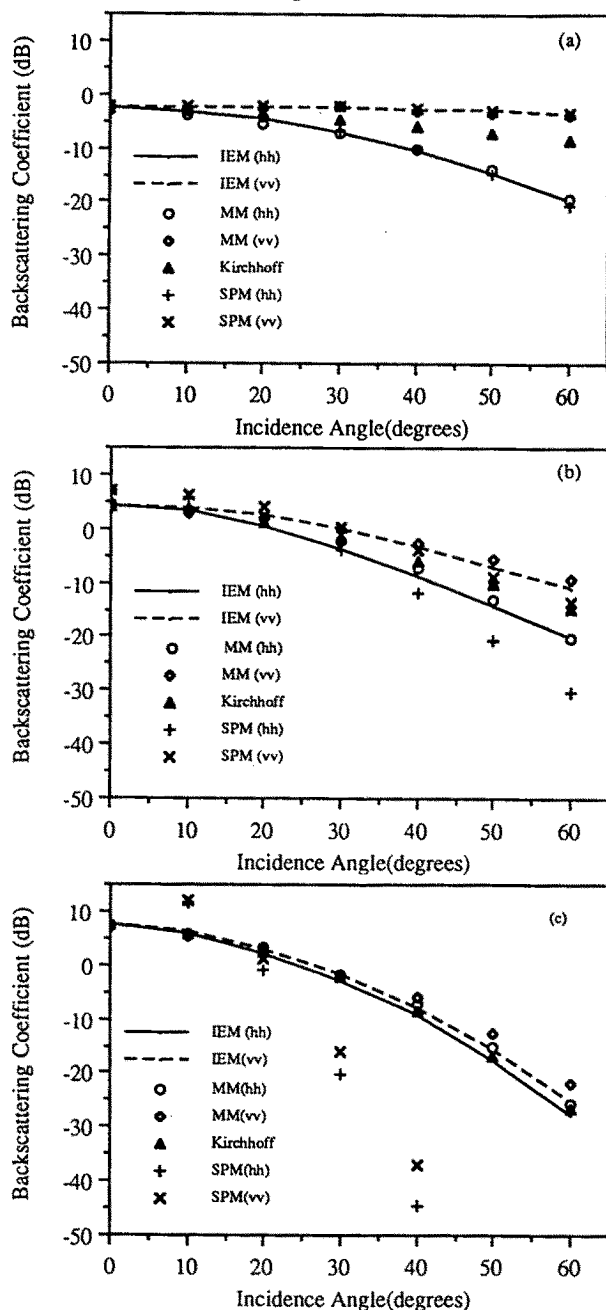 (a)
Backscattering Coefficient (dB)
10
0
-10
-20
-30
-40
-50
IEM (hh)
IEM (vv)
MM (hh)
MM (vv)
Kirchhoff
SPM (hh)
SPM (vv)
0 10 20 30 40 50 60
Incidence Angle(degrees)
(b)
Backscattering Coefficient (dB)
10
0
-10
-20
-30
-40
-50
IEM (hh)
IEM (vv)
MM (hh)
MM (vv)
Kirchhoff
SPM (hh)
SPM (vv)
0 10 20 30 40 50 60
Incidence Angle(degrees)
(c)
Backscattering Coefficient (dB)
10
0
-10
-20
-30
-40
-50
IEM (hh)
IEM(vv)
MM(hh)
MM(vv)
Kirchhoff
SPM(hh)
SPM(vv)
0 10 20 30 40 50 60
Incidence Angle(degrees)